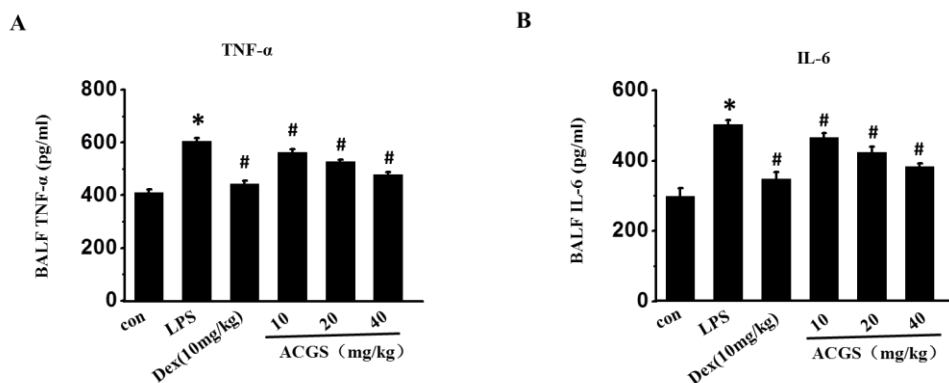 A
TNF-α
BALF TNF-α (pg/ml)
800
600
400
200
0
*
#
#
#
#
con
LPS
Dex(10mg/kg)
10
20
40
ACGS（mg/kg）
B
IL-6
BALF IL-6 (pg/ml)
600
400
200
0
*
#
#
#
#
con
LPS
Dex(10mg/kg)
10
20
40
ACGS（mg/kg）